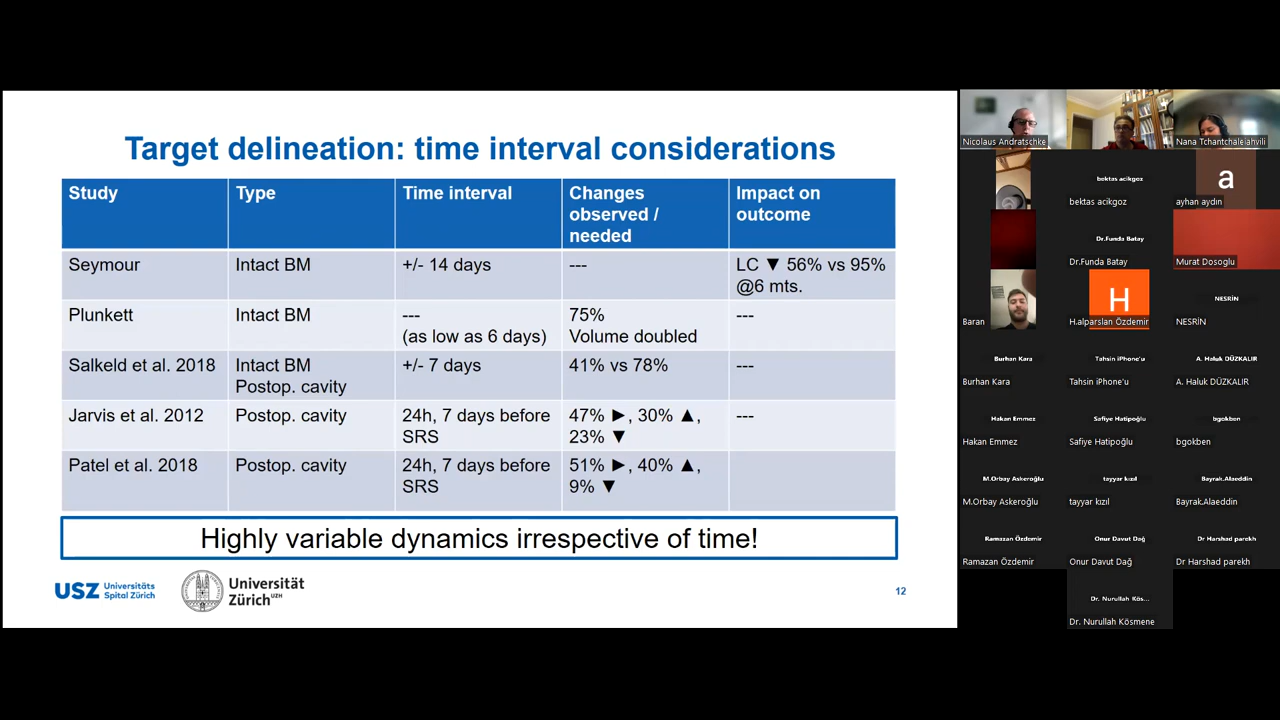 Target delineation: time interval considerations
Study Type Time interval Changes observed / needed Impact on outcome
Seymour Intact BM +/- 14 days --- LC ▼ 56% vs 95% @6 mts.
Plunkett Intact BM --- (as low as 6 days) 75% Volume doubled ---
Salkeld et al. 2018 Intact BM Postop. cavity +/- 7 days 41% vs 78% ---
Jarvis et al. 2012 Postop. cavity 24h, 7 days before SRS 47% ►, 30% ▲, 23% ▼ ---
Patel et al. 2018 Postop. cavity 24h, 7 days before SRS 51% ►, 40% ▲, 9% ▼
Highly variable dynamics irrespective of time!
USZ Universitäts Spital Zürich
Universität Zürich UZH
12
Nicolaus Andratschke
Nana Tchantchaleishvili
bektas acikgoz
bektas acikgoz
a
ayhan aydın
Dr.Funda Batay
Dr.Funda Batay
Murat Dosoglu
Baran
H
H.alparslan Özdemir
NESRİN
NESRİN
Burhan Kara
Burhan Kara
Tahsin iPhone'u
Tahsin iPhone'u
A. Haluk DÜZKALIR
A. Haluk DÜZKALIR
Hakan Emmez
Hakan Emmez
Safiye Hatipoğlu
Safiye Hatipoğlu
bgokben
bgokben
M.Orbay Askeroğlu
M.Orbay Askeroğlu
tayyar kızıl
tayyar kızıl
Bayrak.Alaeddin
Bayrak.Alaeddin
Ramazan Özdemir
Ramazan Özdemir
Onur Davut Dağ
Onur Davut Dağ
Dr Harshad parekh
Dr Harshad parekh
Dr. Nurullah Kös...
Dr. Nurullah Kösmene